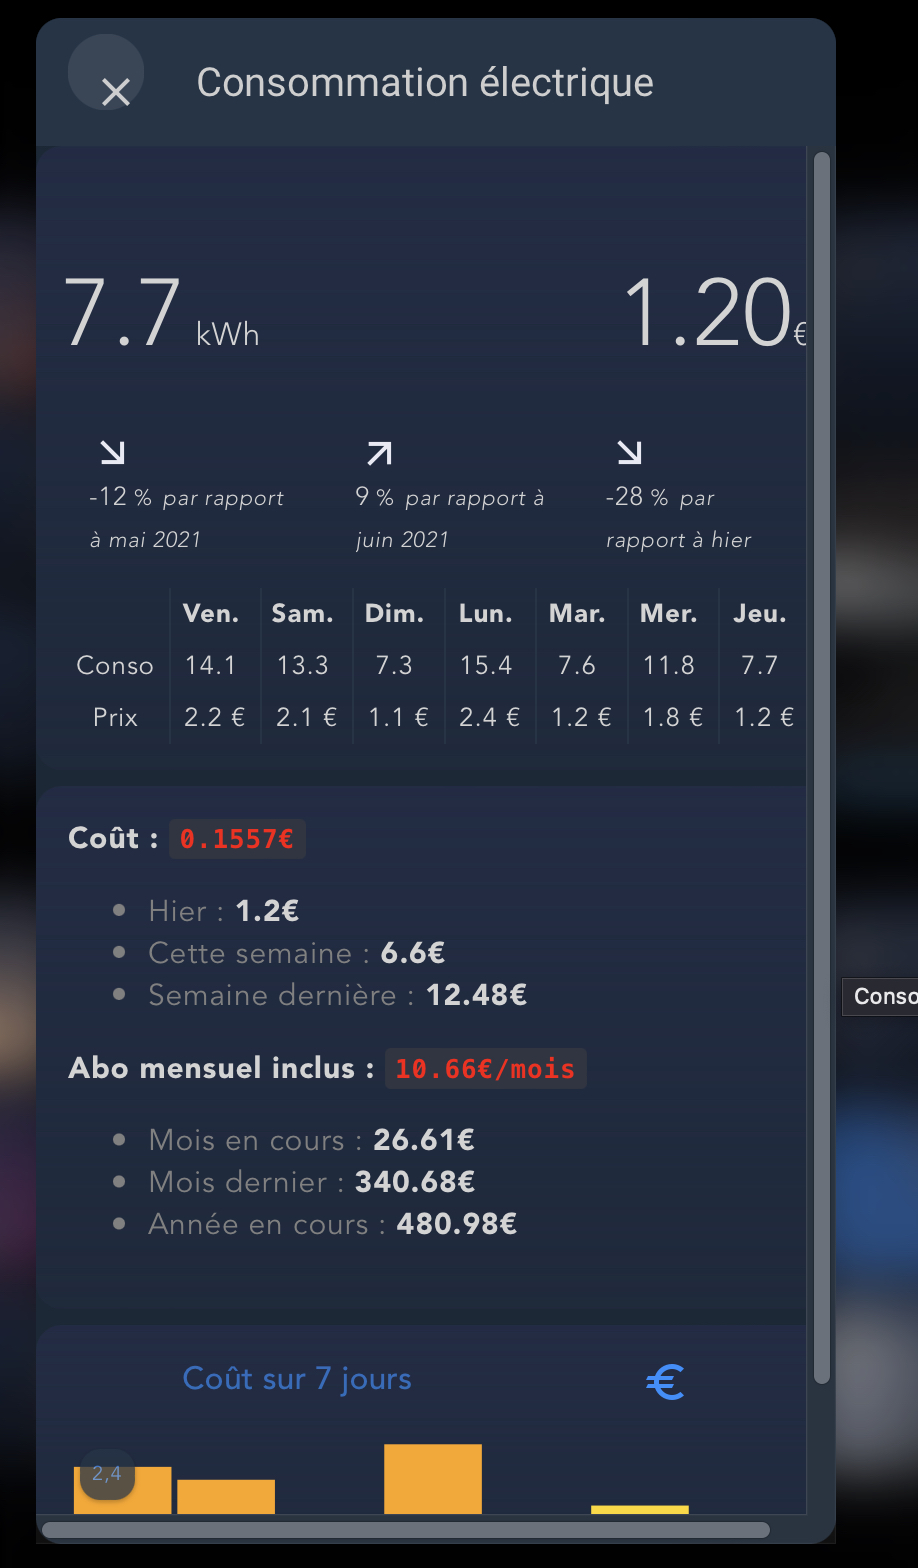 Consommation électrique
7.7 kWh 1.20€
-12 % par rapport
à mai 2021
9 % par rapport à
juin 2021
-28 % par
rapport à hier
Ven. Sam. Dim. Lun. Mar. Mer. Jeu.
Conso 14.1 13.3 7.3 15.4 7.6 11.8 7.7
Prix 2.2 € 2.1 € 1.1 € 2.4 € 1.2 € 1.8 € 1.2 €
Coût : 0.1557€
Hier : 1.2€
Cette semaine : 6.6€
Semaine dernière : 12.48€
Conso
Abo mensuel inclus : 10.66€/mois
Mois en cours : 26.61€
Mois dernier : 340.68€
Année en cours : 480.98€
Coût sur 7 jours €
2,4